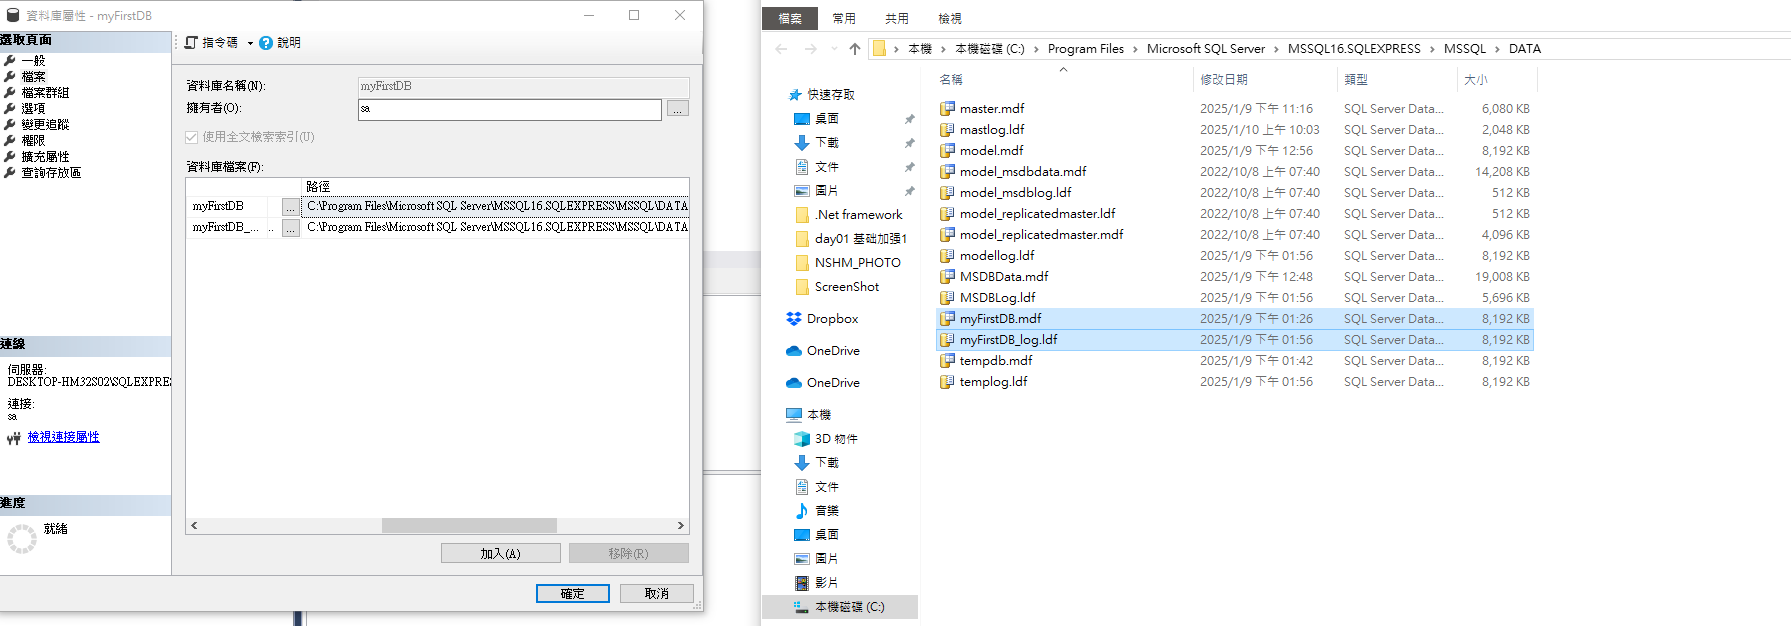 資料庫屬性 - myFirstDB
選取頁面
一般
檔案
檔案群組
選項
變更追蹤
權限
擴充屬性
查詢存放區
連線
伺服器:
DESKTOP-HM32S02\SQLEXPRE
連接:
sa
檢視連接屬性
進度
就緒
指令碼 說明
資料庫名稱(N): myFirstDB
擁有者(O): sa ...
使用全文檢索索引(U)
資料庫檔案(F):
路徑
myFirstDB ... C:\Program Files\Microsoft SQL Server\MSSQL16.SQLEXPRESS\MSSQL\DATA
myFirstDB_... .. ... C:\Program Files\Microsoft SQL Server\MSSQL16.SQLEXPRESS\MSSQL\DATA
加入(A) 移除(R)
確定 取消
檔案 常用 共用 檢視
本機 本機磁碟 (C:) Program Files Microsoft SQL Server MSSQL16.SQLEXPRESS MSSQL DATA
快速存取
桌面
下載
文件
圖片
.Net framework
day01 基础加强1
NSHM_PHOTO
ScreenShot
Dropbox
OneDrive
OneDrive
本機
3D 物件
下載
文件
音樂
桌面
圖片
影片
本機磁碟 (C:)
名稱 修改日期 類型 大小
master.mdf 2025/1/9 下午 11:16 SQL Server Data... 6,080 KB
mastlog.ldf 2025/1/10 上午 10:03 SQL Server Data... 2,048 KB
model.mdf 2025/1/9 下午 12:56 SQL Server Data... 8,192 KB
model_msdbdata.mdf 2022/10/8 上午 07:40 SQL Server Data... 14,208 KB
model_msdblog.ldf 2022/10/8 上午 07:40 SQL Server Data... 512 KB
model_replicatedmaster.ldf 2022/10/8 上午 07:40 SQL Server Data... 512 KB
model_replicatedmaster.mdf 2022/10/8 上午 07:40 SQL Server Data... 4,096 KB
modellog.ldf 2025/1/9 下午 01:56 SQL Server Data... 8,192 KB
MSDBData.mdf 2025/1/9 下午 12:48 SQL Server Data... 19,008 KB
MSDBLog.ldf 2025/1/9 下午 01:56 SQL Server Data... 5,696 KB
myFirstDB.mdf 2025/1/9 下午 01:26 SQL Server Data... 8,192 KB
myFirstDB_log.ldf 2025/1/9 下午 01:56 SQL Server Data... 8,192 KB
tempdb.mdf 2025/1/9 下午 01:42 SQL Server Data... 8,192 KB
templog.ldf 2025/1/9 下午 01:56 SQL Server Data... 8,192 KB